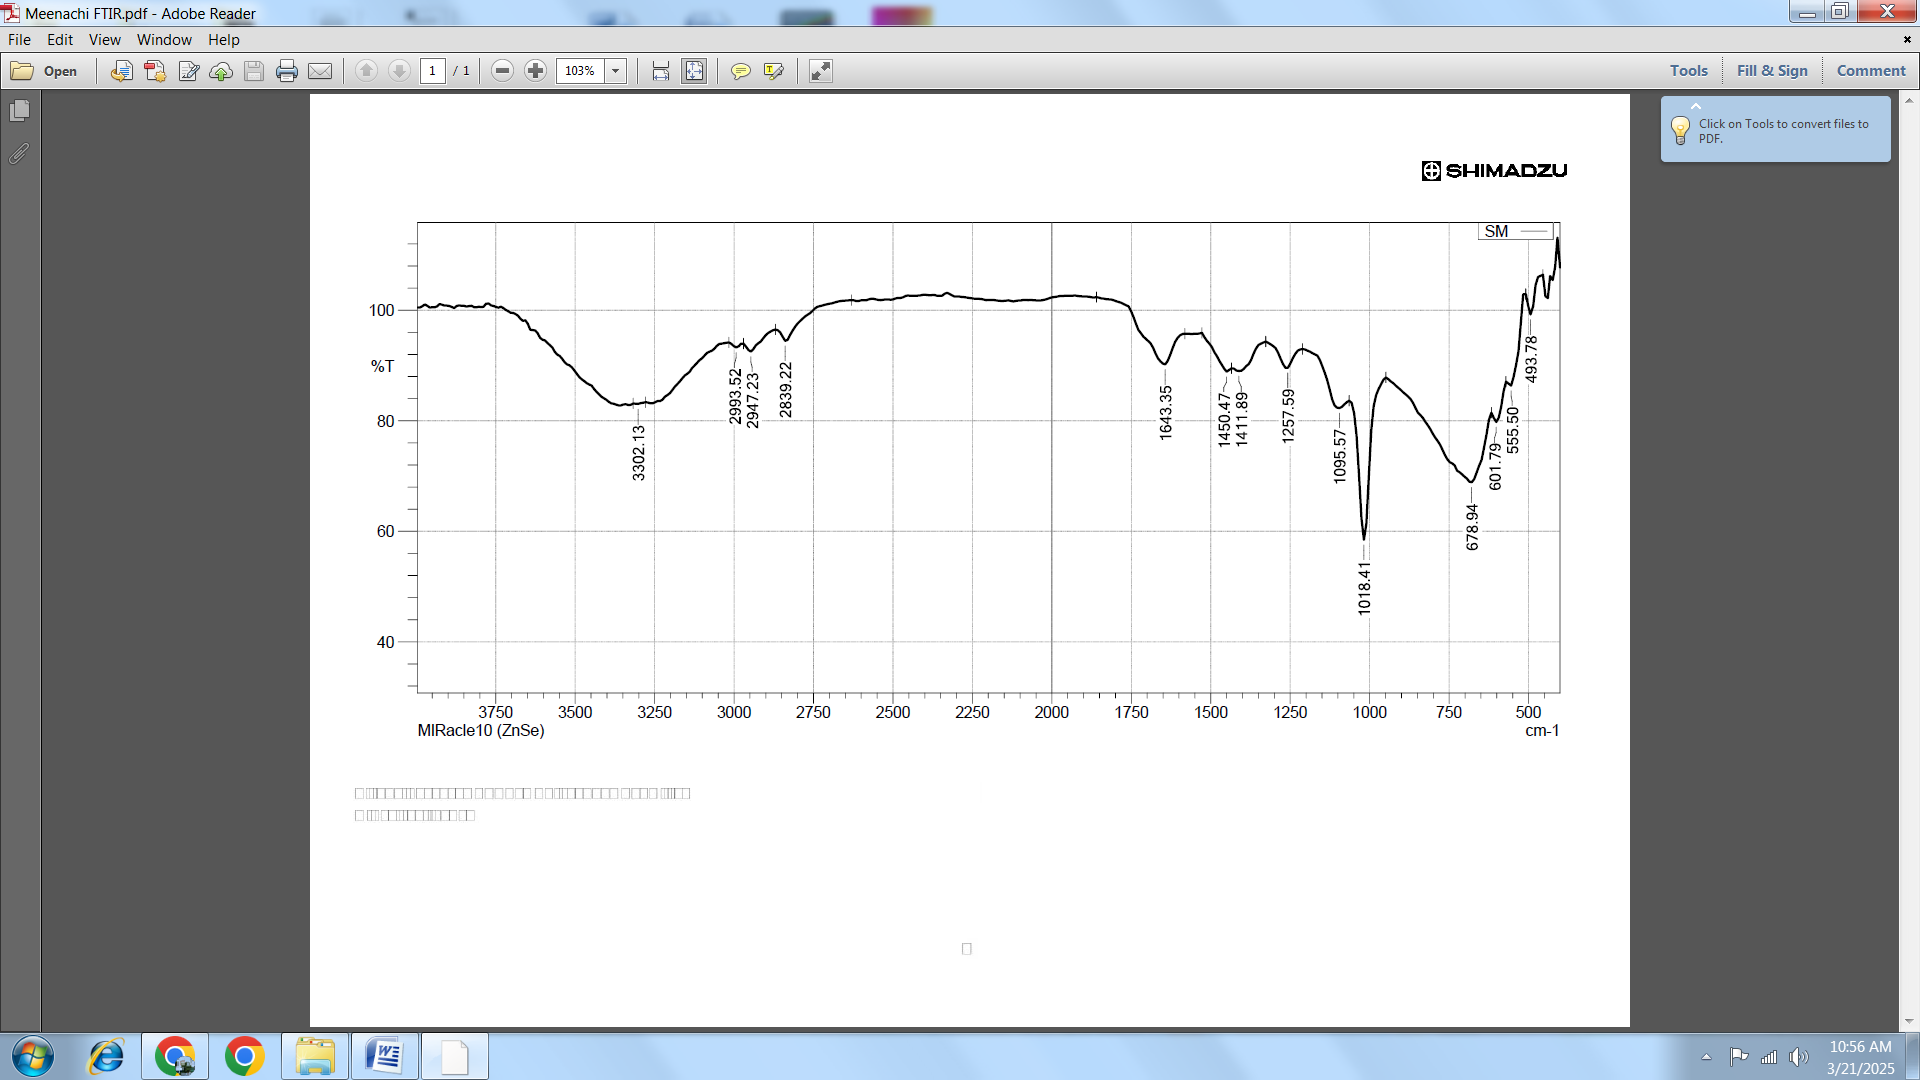 Meenachi FTIR.pdf - Adobe Reader
File Edit View Window Help
Open 1 / 1 103% Tools Fill & Sign Comment
Click on Tools to convert files to
PDF.
SHIMADZU
SM
100
%T
80
60
40
3302.13
2993.52
2947.23
2839.22
1643.35
1450.47
1411.89
1257.59
1095.57
1018.41
678.94
601.79
555.50
493.78
3750 3500 3250 3000 2750 2500 2250 2000 1750 1500 1250 1000 750 500
MIRacle10 (ZnSe) cm-1
10:56 AM
3/21/2025